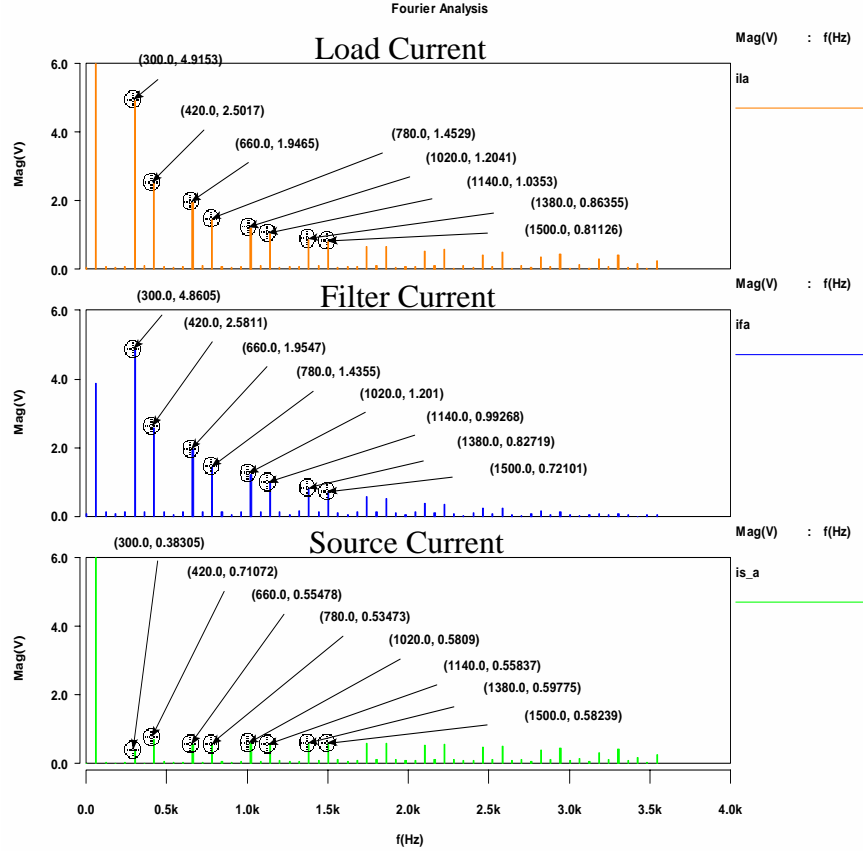 Fourier Analysis
Load Current
Mag(V) : f(Hz)
ila
(300.0, 4.9153)
(420.0, 2.5017)
(660.0, 1.9465)
(780.0, 1.4529)
(1020.0, 1.2041)
(1140.0, 1.0353)
(1380.0, 0.86355)
(1500.0, 0.81126)
Mag(V)
6.0
4.0
2.0
0.0
Filter Current
Mag(V) : f(Hz)
ifa
(300.0, 4.8605)
(420.0, 2.5811)
(660.0, 1.9547)
(780.0, 1.4355)
(1020.0, 1.201)
(1140.0, 0.99268)
(1380.0, 0.82719)
(1500.0, 0.72101)
Mag(V)
6.0
4.0
2.0
0.0
Source Current
Mag(V) : f(Hz)
is_a
(300.0, 0.38305)
(420.0, 0.71072)
(660.0, 0.55478)
(780.0, 0.53473)
(1020.0, 0.5809)
(1140.0, 0.55837)
(1380.0, 0.59775)
(1500.0, 0.58239)
Mag(V)
6.0
4.0
2.0
0.0
0.0 0.5k 1.0k 1.5k 2.0k 2.5k 3.0k 3.5k 4.0k
f(Hz)